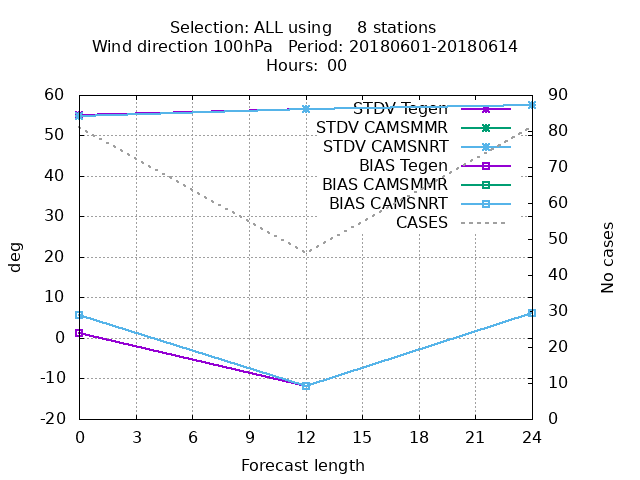 Selection: ALL using     8 stations
Wind direction 100hPa   Period: 20180601-20180614
Hours:  00
60
50
40
30
20
10
0
-10
-20
deg
90
80
70
60
50
40
30
20
10
0
No cases
STDV Tegen
STDV CAMSMMR
STDV CAMSNRT
BIAS Tegen
BIAS CAMSMMR
BIAS CAMSNRT
CASES
0 3 6 9 12 15 18 21 24
Forecast length